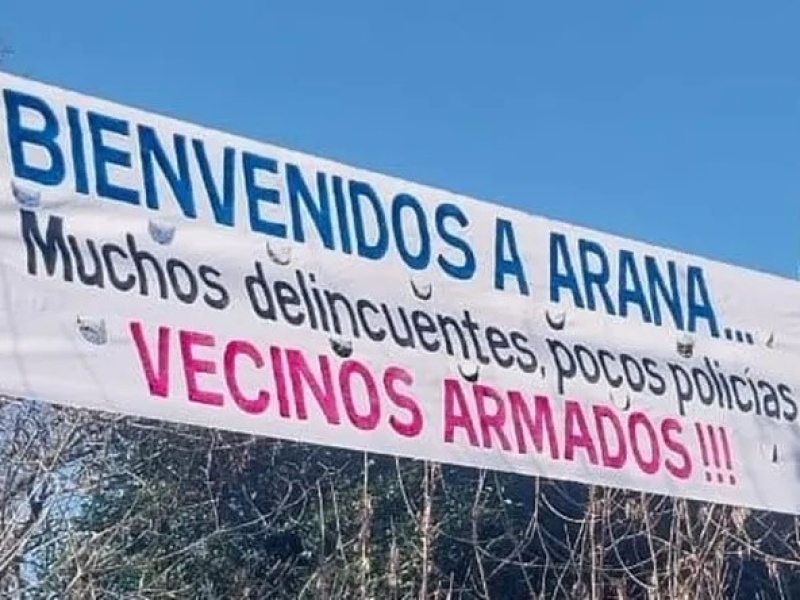 BIENVENIDOS A ARANA...
Muchos delincuentes, pocos policías
VECINOS ARMADOS!!!